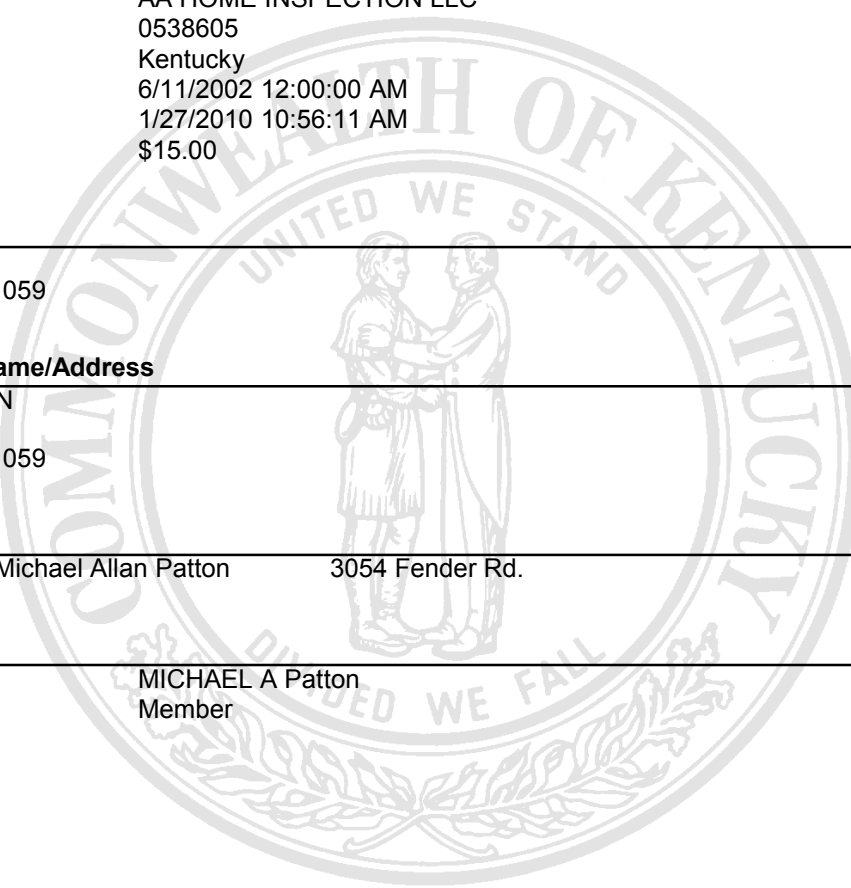 AA HOME INSPECTION LLC
0538605
Kentucky
6/11/2002 12:00:00 AM
1/27/2010 10:56:11 AM
$15.00
059
ame/Address
N
059
Michael Allan Patton 3054 Fender Rd.
MICHAEL A Patton
Member
COMMONWEALTH OF KENTUCKY
UNITED WE STAND
DIVIDED WE FALL